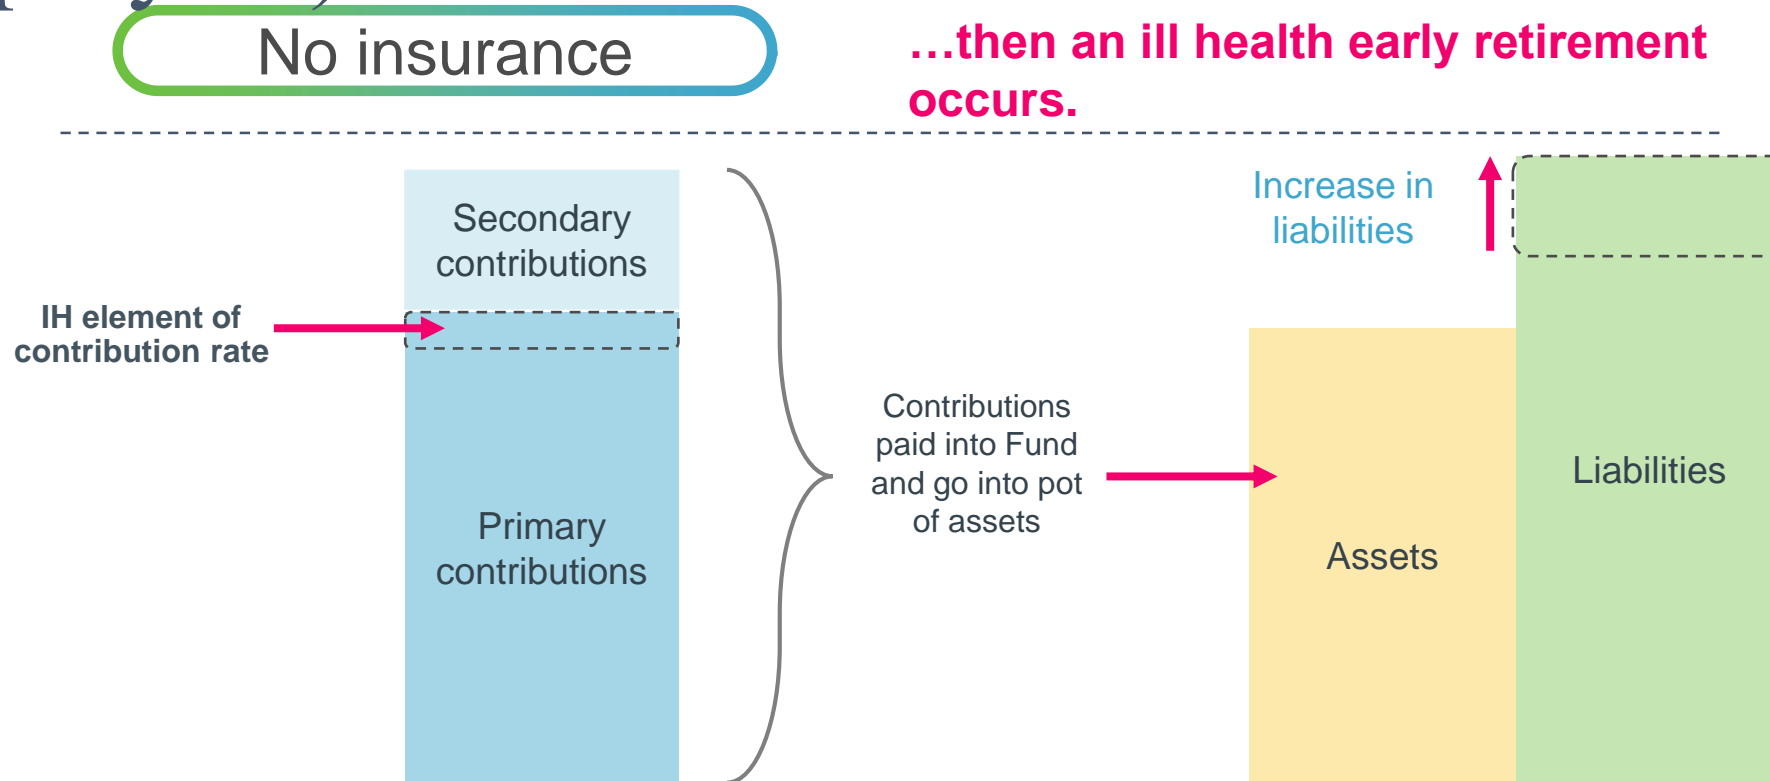 No insurance
…then an ill health early retirement
occurs.
Secondary
contributions
IH element of
contribution rate
Primary
contributions
Contributions
paid into Fund
and go into pot
of assets
Increase in
liabilities
Assets
Liabilities